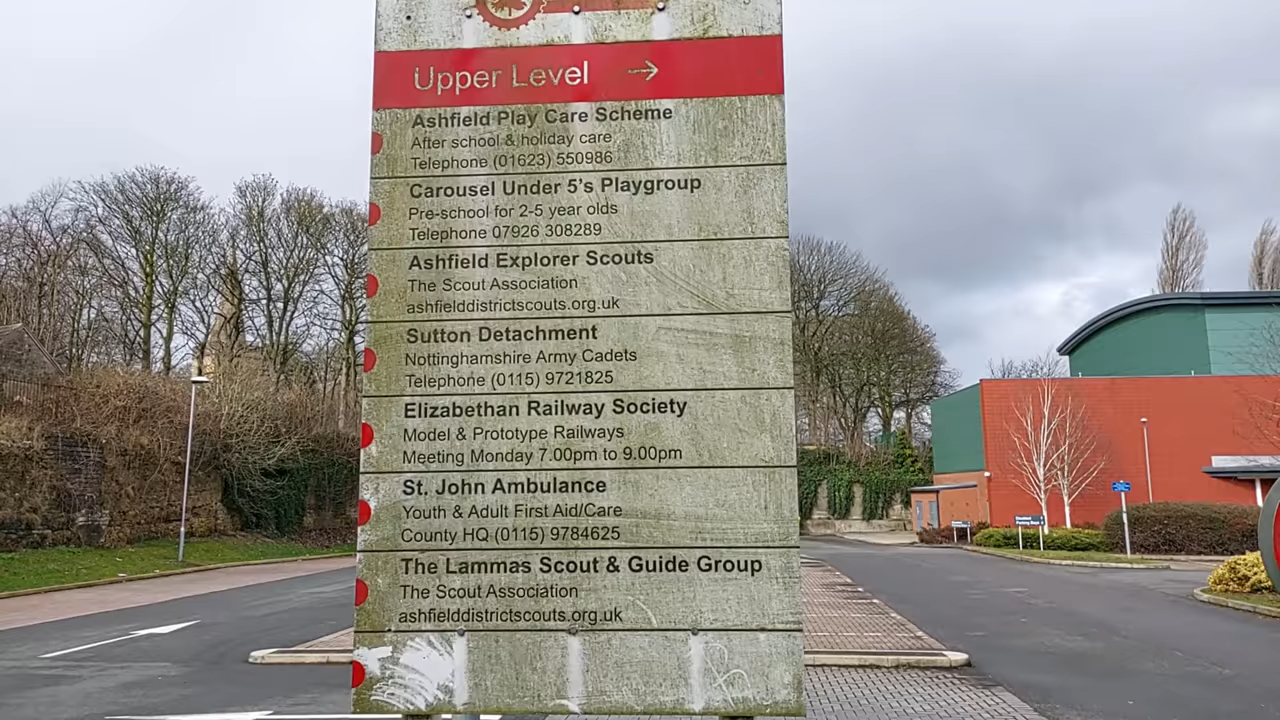 Upper Level →
Ashfield Play Care Scheme
After school & holiday care
Telephone (01623) 550986
Carousel Under 5's Playgroup
Pre-school for 2-5 year olds
Telephone 07926 308289
Ashfield Explorer Scouts
The Scout Association
ashfielddistrictscouts.org.uk
Sutton Detachment
Nottinghamshire Army Cadets
Telephone (0115) 9721825
Elizabethan Railway Society
Model & Prototype Railways
Meeting Monday 7.00pm to 9.00pm
St. John Ambulance
Youth & Adult First Aid/Care
County HQ (0115) 9784625
The Lammas Scout & Guide Group
The Scout Association
ashfielddistrictscouts.org.uk